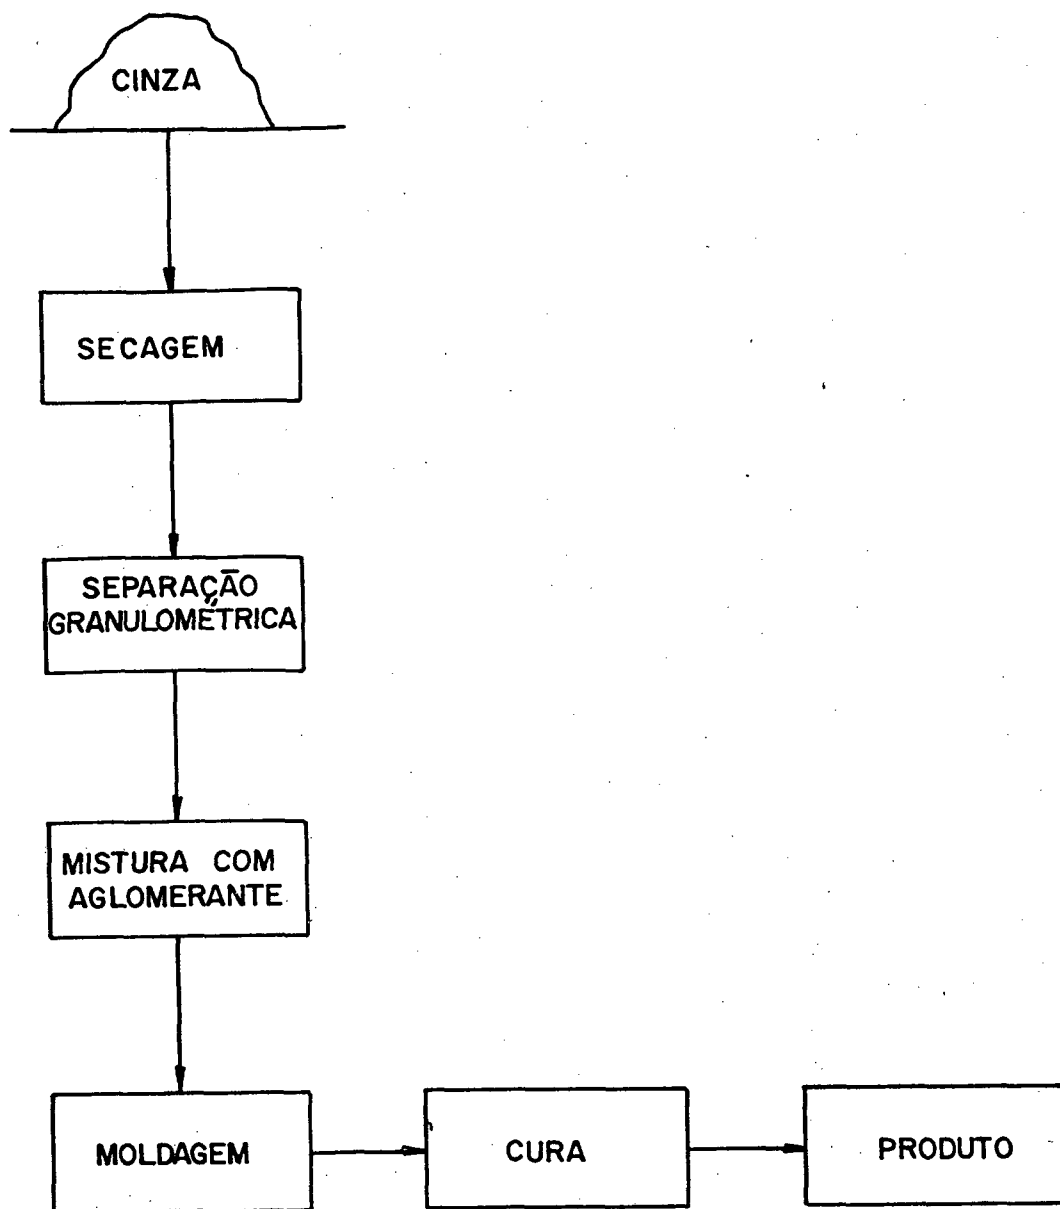 CINZA
SECAGEM
SEPARAÇÃO
GRANULOMÉTRICA
MISTURA COM
AGLOMERANTE
MOLDAGEM
CURA
PRODUTO